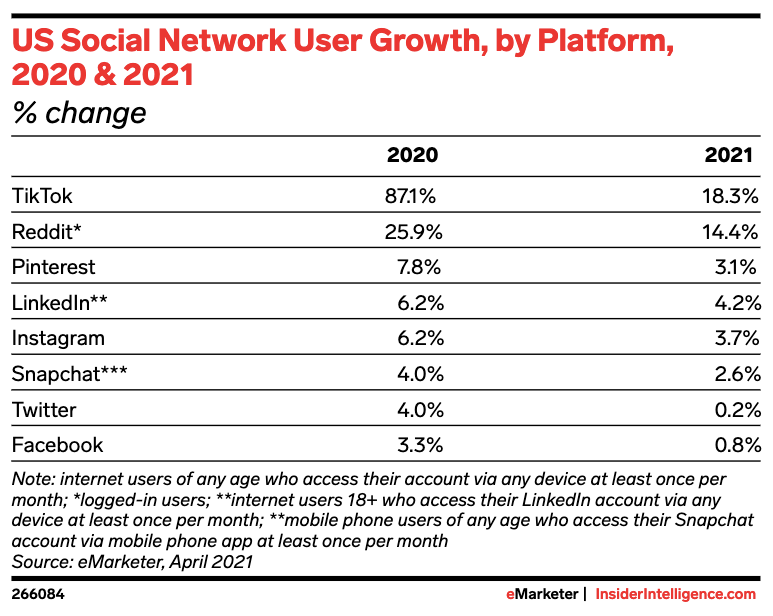 US Social Network User Growth, by Platform,
2020 & 2021
% change
2020 2021
TikTok 87.1% 18.3%
Reddit* 25.9% 14.4%
Pinterest 7.8% 3.1%
LinkedIn** 6.2% 4.2%
Instagram 6.2% 3.7%
Snapchat*** 4.0% 2.6%
Twitter 4.0% 0.2%
Facebook 3.3% 0.8%
Note: internet users of any age who access their account via any device at least once per
month; *logged-in users; **internet users 18+ who access their LinkedIn account via any
device at least once per month; **mobile phone users of any age who access their Snapchat
account via mobile phone app at least once per month
Source: eMarketer, April 2021
266084 eMarketer | InsiderIntelligence.com